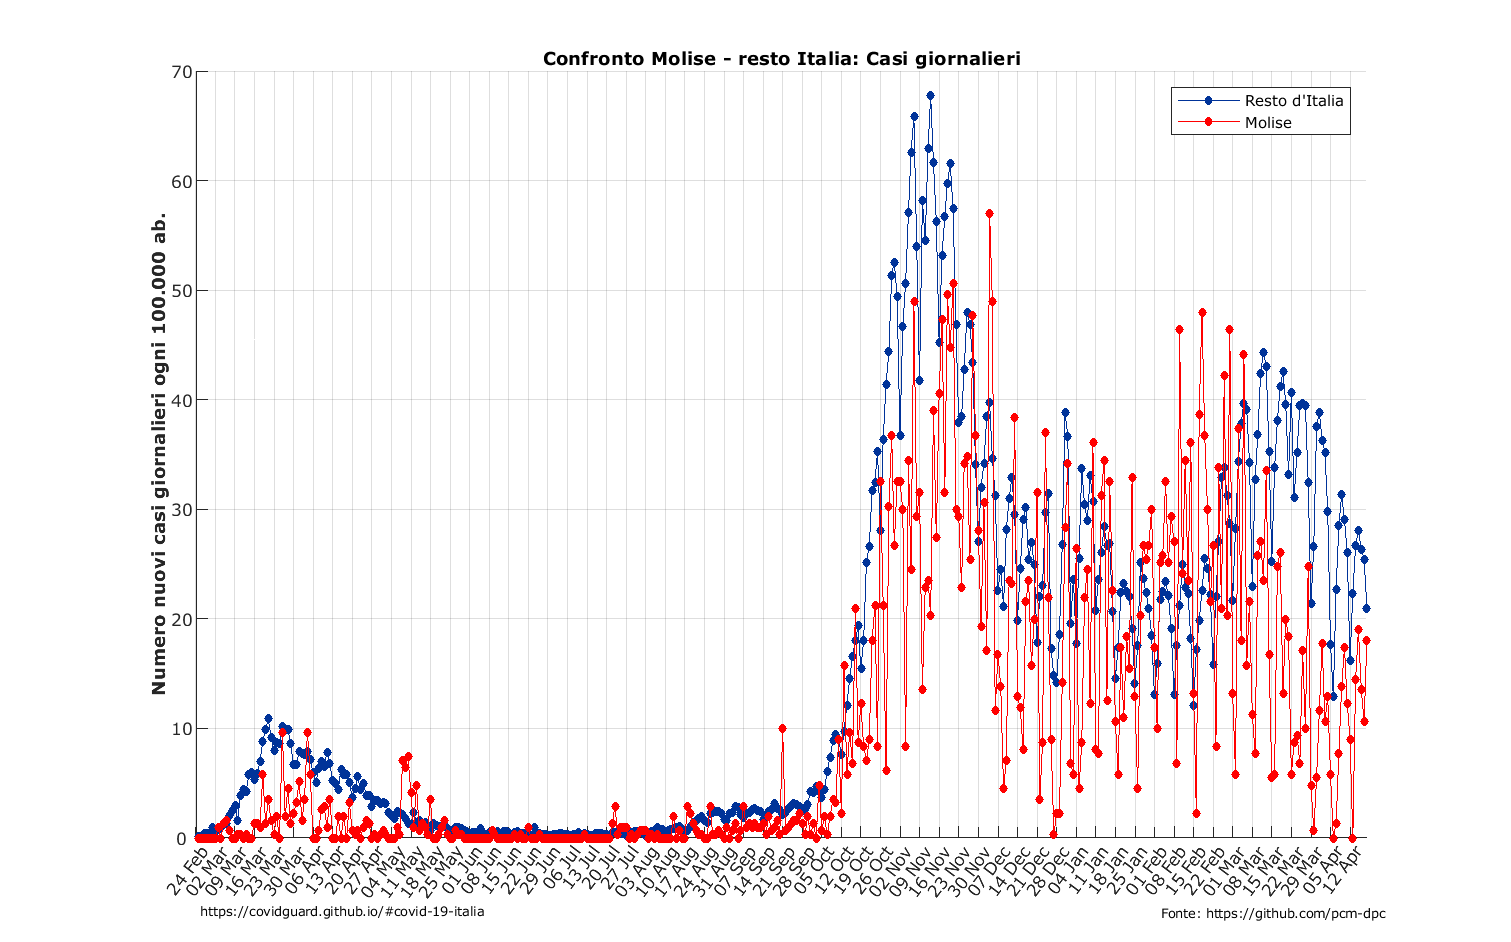 Confronto Molise - resto Italia: Casi giornalieri
Resto d'Italia
Molise
Numero nuovi casi giornalieri ogni 100.000 ab.
70
60
50
40
30
20
10
0
24 Feb
02 Mar
09 Mar
16 Mar
23 Mar
30 Mar
06 Apr
13 Apr
20 Apr
27 Apr
04 May
11 May
18 May
25 May
01 Jun
08 Jun
15 Jun
22 Jun
29 Jun
06 Jul
13 Jul
20 Jul
27 Jul
03 Aug
10 Aug
17 Aug
24 Aug
31 Aug
07 Sep
14 Sep
21 Sep
28 Sep
05 Oct
12 Oct
19 Oct
26 Oct
02 Nov
09 Nov
16 Nov
23 Nov
30 Nov
07 Dec
14 Dec
21 Dec
28 Dec
04 Jan
11 Jan
18 Jan
25 Jan
01 Feb
08 Feb
15 Feb
22 Feb
01 Mar
08 Mar
15 Mar
22 Mar
29 Mar
05 Apr
12 Apr
https://covidguard.github.io/#covid-19-italia
Fonte: https://github.com/pcm-dpc